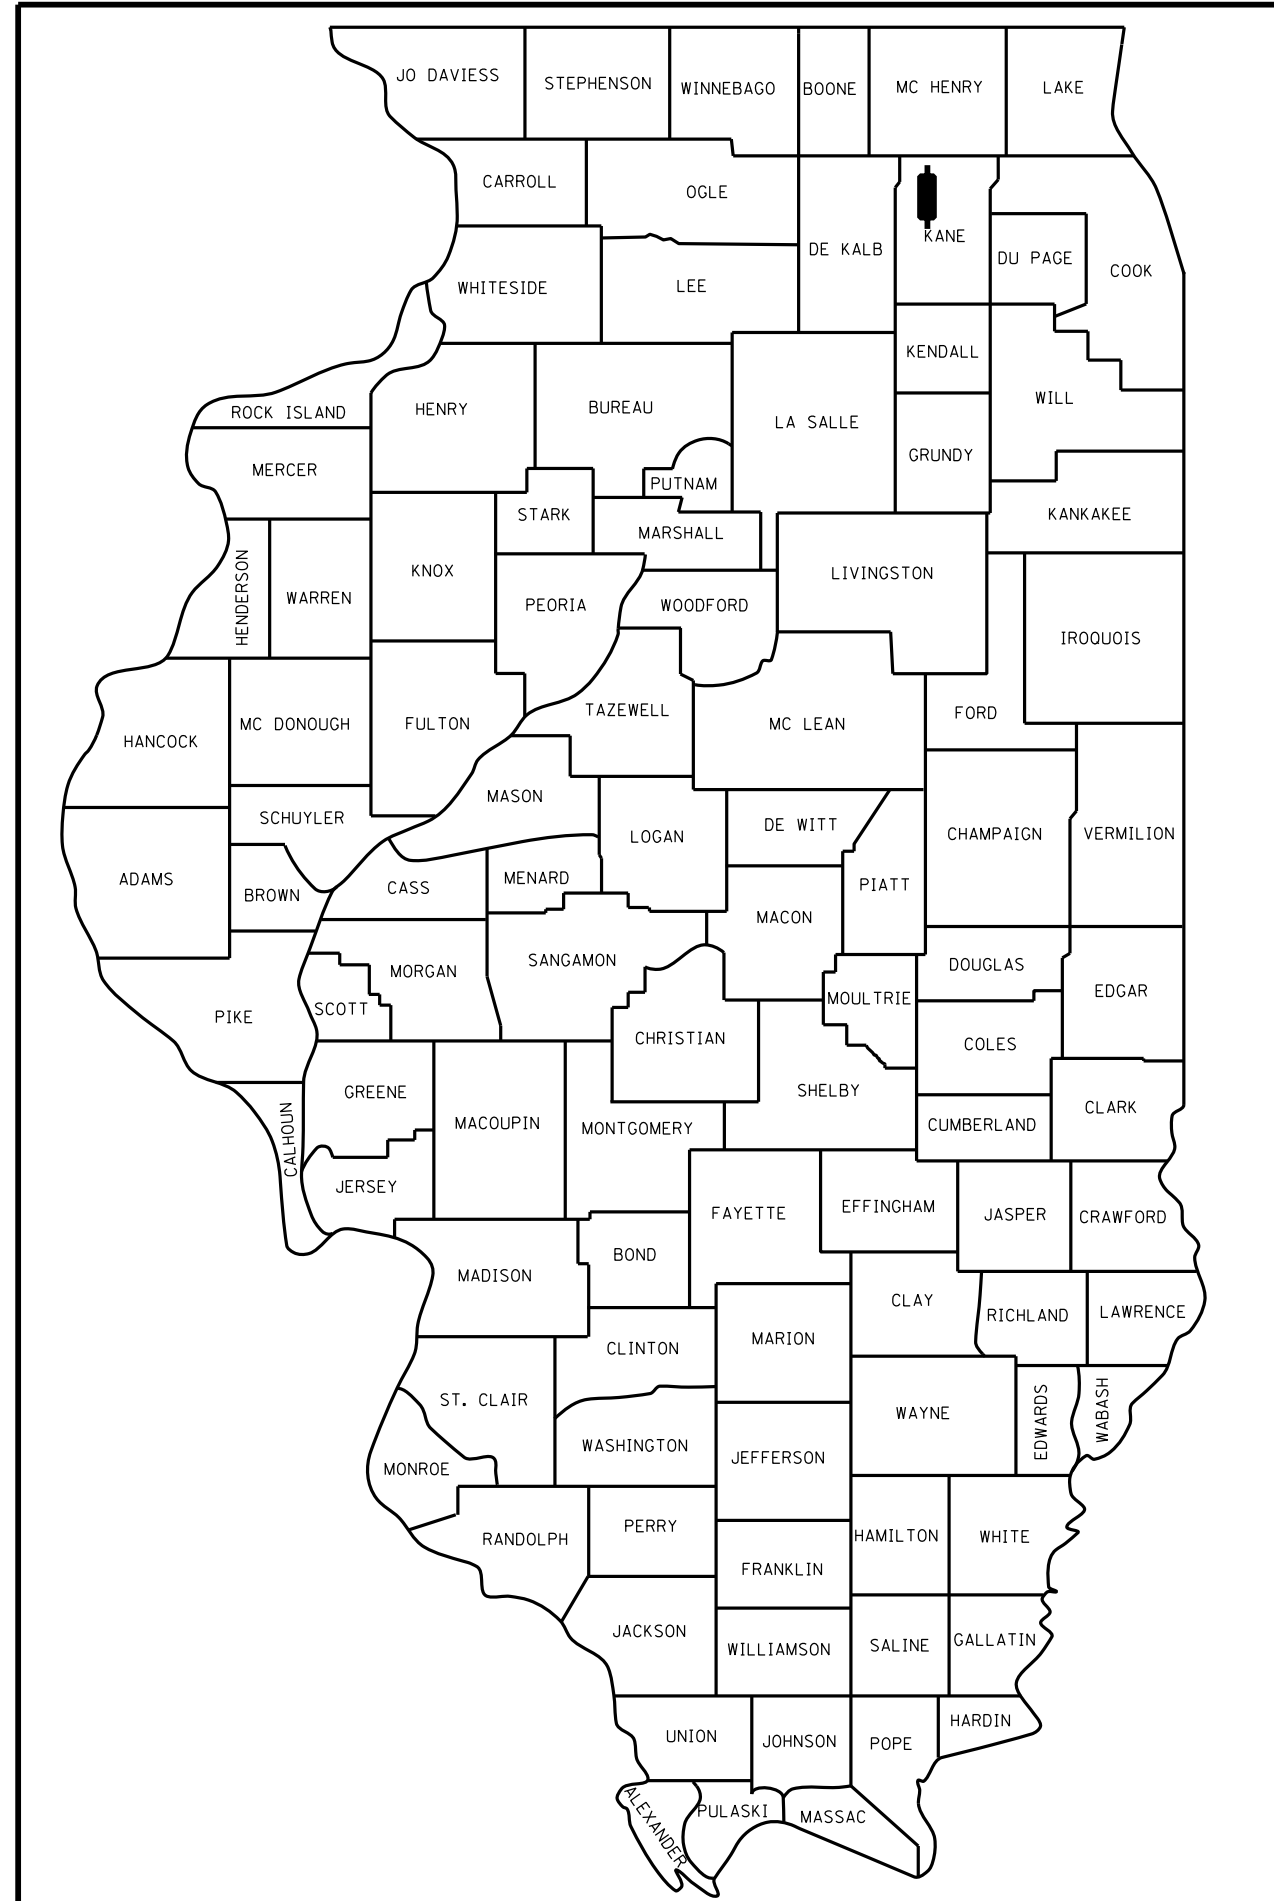 JO DAVIESS
STEPHENSON
WINNEBAGO
BOONE
MC HENRY
LAKE
CARROLL
OGLE
DE KALB
KANE
DU PAGE
COOK
WHITESIDE
LEE
KENDALL
WILL
ROCK ISLAND
HENRY
BUREAU
LA SALLE
GRUNDY
MERCER
PUTNAM
STARK
MARSHALL
KANKAKEE
HENDERSON
WARREN
KNOX
PEORIA
WOODFORD
LIVINGSTON
IROQUOIS
HANCOCK
MC DONOUGH
FULTON
TAZEWELL
MC LEAN
FORD
SCHUYLER
MASON
LOGAN
DE WITT
CHAMPAIGN
VERMILION
ADAMS
BROWN
CASS
MENARD
MACON
PIATT
PIKE
SCOTT
MORGAN
SANGAMON
CHRISTIAN
MOULTRIE
DOUGLAS
EDGAR
COLES
CALHOUN
GREENE
MACOUPIN
MONTGOMERY
SHELBY
CUMBERLAND
CLARK
JERSEY
FAYETTE
EFFINGHAM
JASPER
CRAWFORD
MADISON
BOND
CLAY
RICHLAND
LAWRENCE
CLINTON
MARION
ST. CLAIR
WAYNE
EDWARDS
WABASH
MONROE
WASHINGTON
JEFFERSON
RANDOLPH
PERRY
FRANKLIN
HAMILTON
WHITE
JACKSON
WILLIAMSON
SALINE
GALLATIN
UNION
JOHNSON
POPE
HARDIN
ALEXANDER
PULASKI
MASSAC